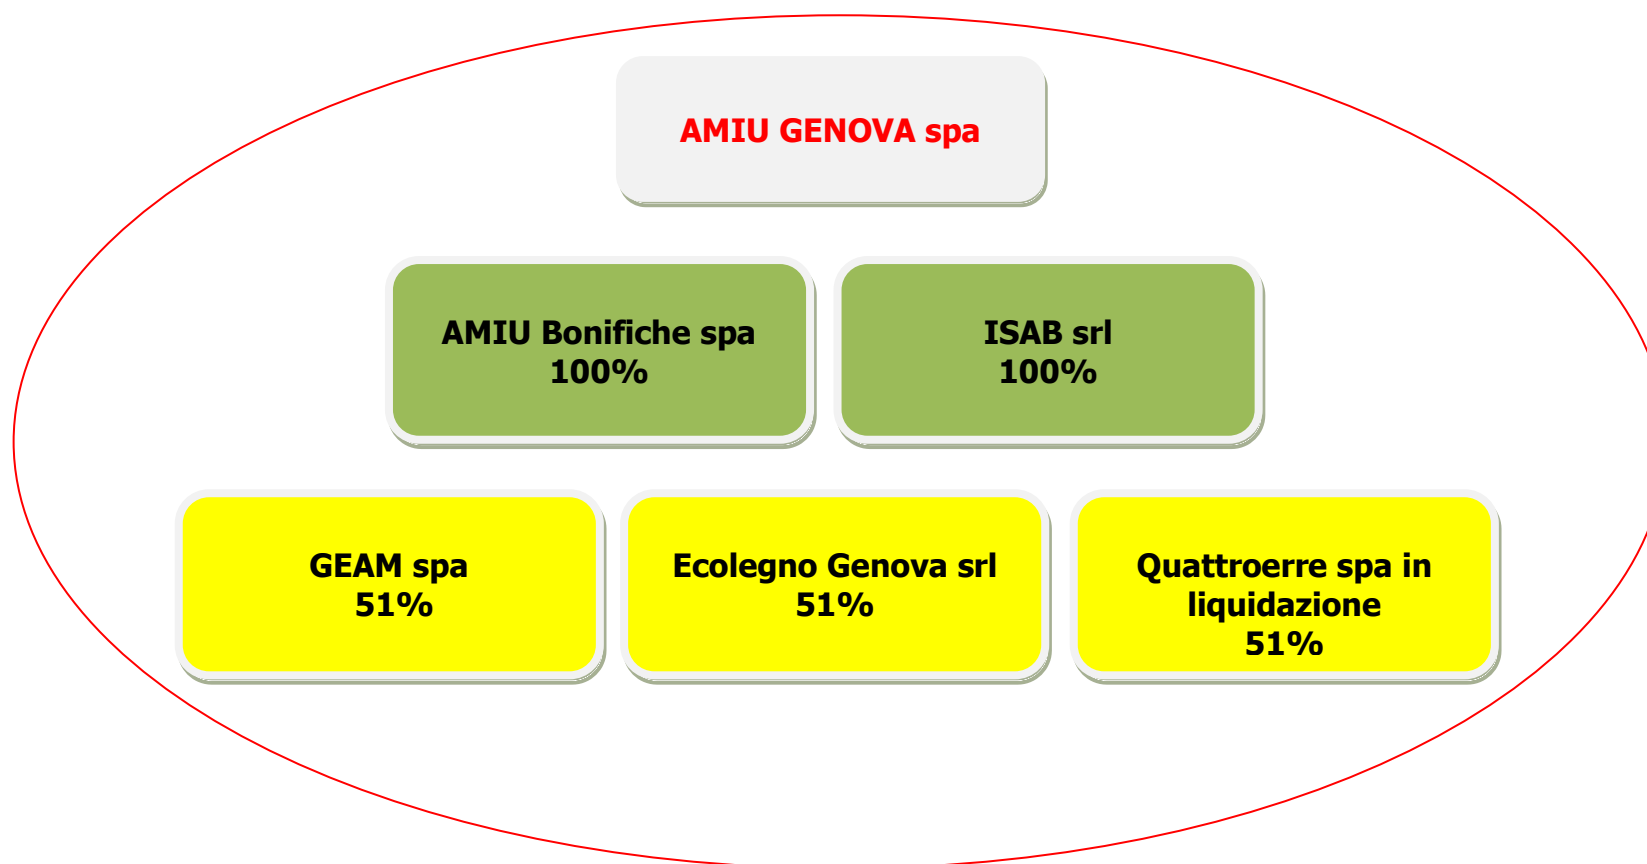 AMIU GENOVA spa
AMIU Bonifiche spa
100%
ISAB srl
100%
GEAM spa
51%
Ecolegno Genova srl
51%
Quattroerre spa in
liquidazione
51%